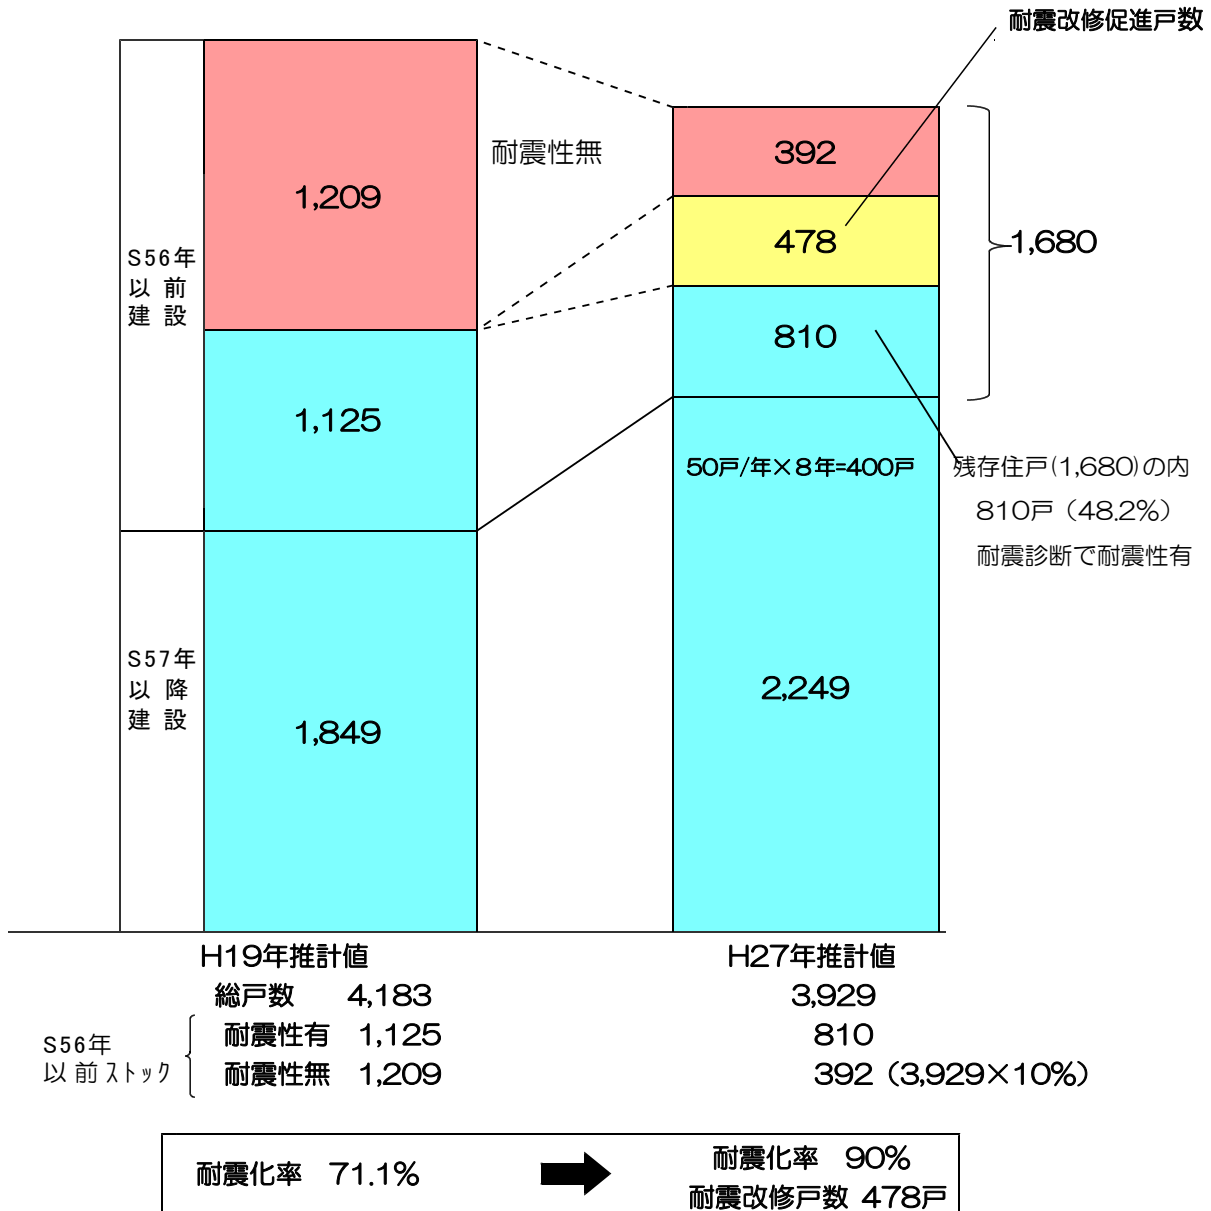 耐震改修促進戸数
耐震性無
392
1,209
478
1,680
S56年
以 前
建 設
810
1,125
50戸/年×８年=400戸
残存住戸(1,680)の内
810戸（48.2％）
耐震診断で耐震性有
S57年
以 降
建 設
2,249
1,849
H19年推計値 H27年推計値
総戸数 4,183 3,929
耐震性有 1,125 810
S56年
以 前 ｽﾄｯｸ
耐震性無 1,209 392（3,929×10%）
耐震化率 71.1%
耐震化率 90%
耐震改修戸数 478戸